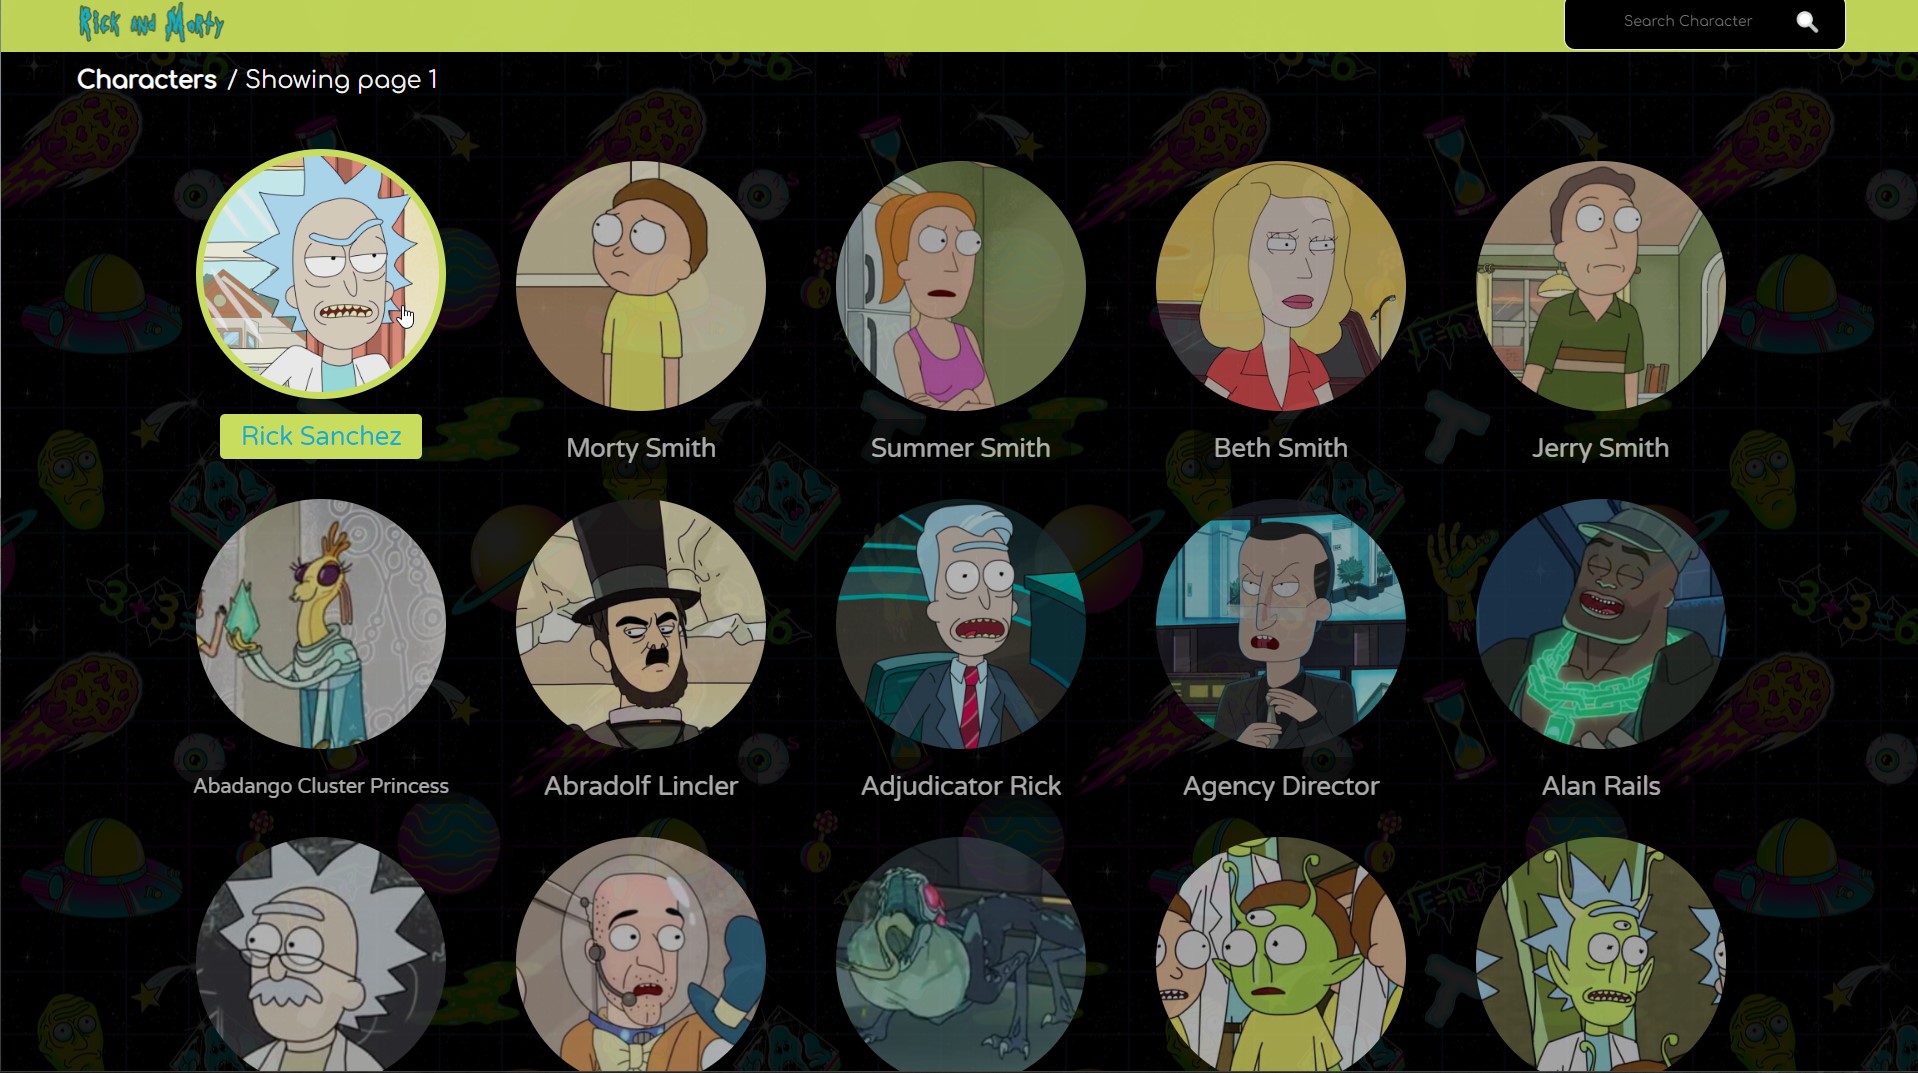 Rick and Morty
Search Character
Characters / Showing page 1
Rick Sanchez
Morty Smith
Summer Smith
Beth Smith
Jerry Smith
Abadango Cluster Princess
Abradolf Lincler
Adjudicator Rick
Agency Director
Alan Rails